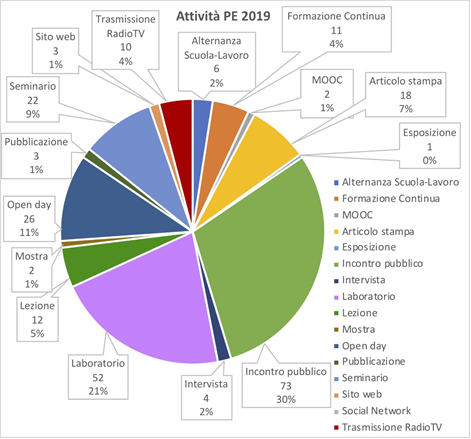 Attività PE 2019
Alternanza
Scuola-Lavoro
6
2%
Formazione Continua
11
4%
MOOC
2
1%
Articolo stampa
18
7%
Esposizione
1
0%
Incontro pubblico
73
30%
Intervista
4
2%
Laboratorio
52
21%
Lezione
12
5%
Mostra
2
1%
Open day
26
11%
Pubblicazione
3
1%
Seminario
22
9%
Sito web
3
1%
Trasmissione
RadioTV
10
4%
Alternanza Scuola-Lavoro
Formazione Continua
MOOC
Articolo stampa
Esposizione
Incontro pubblico
Intervista
Laboratorio
Lezione
Mostra
Open day
Pubblicazione
Seminario
Sito web
Social Network
Trasmissione RadioTV